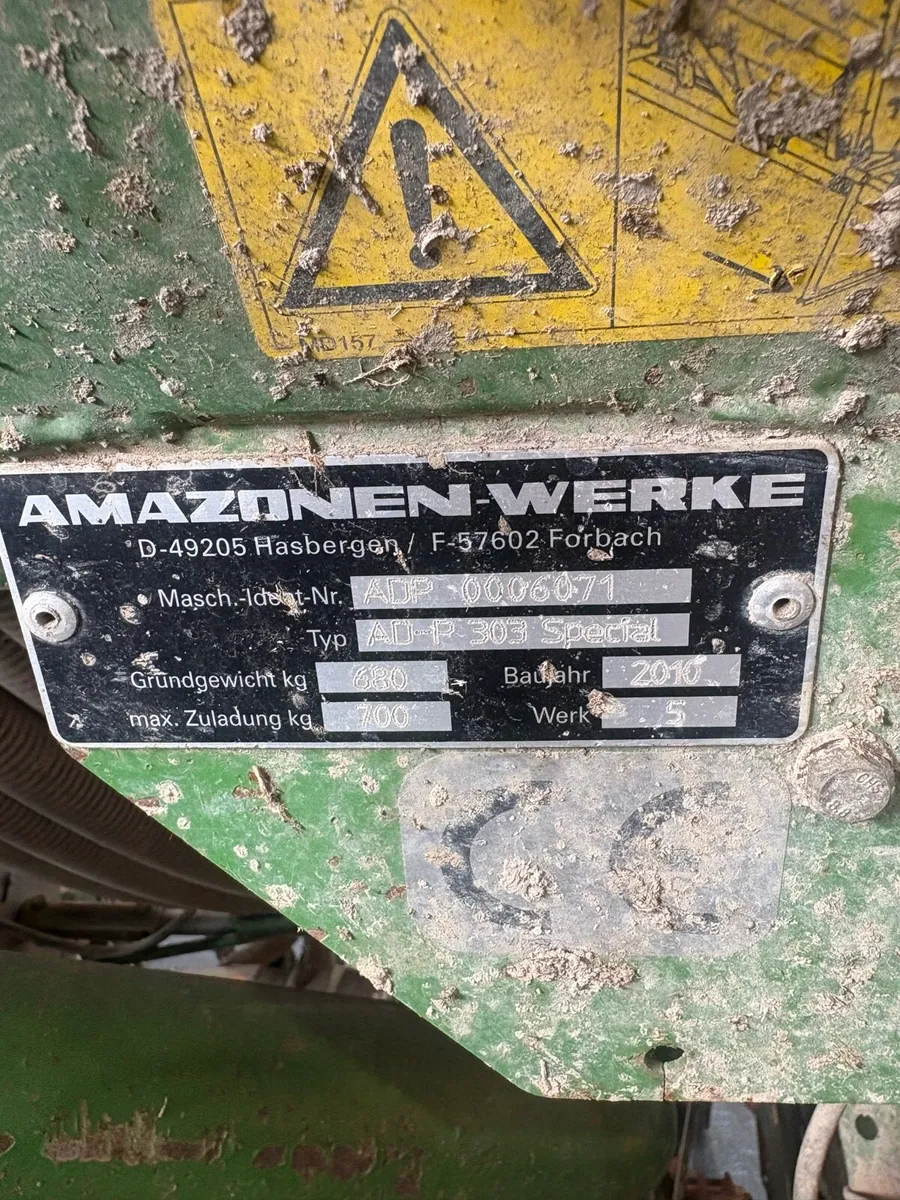 MD157
AMAZONEN-WERKE
D-49205 Hasbergen / F-57602 Forbach
Masch.-Ident-Nr. ADP 0006071
Typ AD-P 303 Special
Grundgewicht kg 680 Baujahr 2010
max. Zuladung kg 700 Werk 5
CE